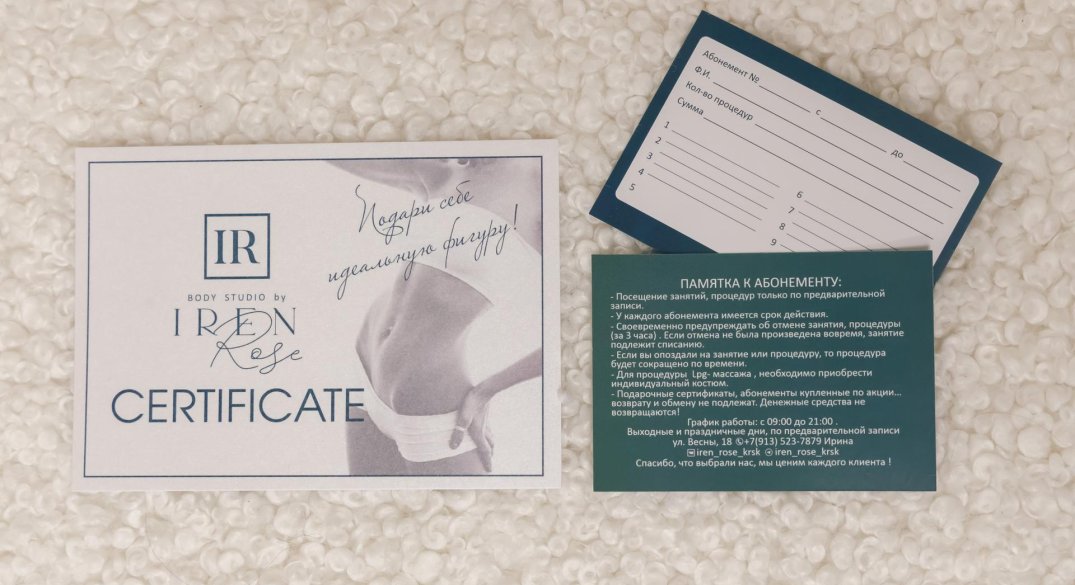 IR
BODY STUDIO by
IREN
Rose
CERTIFICATE
Подари себе
идеальную фигуру!
Абонемент № с до
Ф.И.
Кол-во процедур
Сумма
1
2
3
4
5
6
7
8
9
ПАМЯТКА К АБОНЕМЕНТУ:
- Посещение занятий, процедур только по предварительной
записи.
- У каждого абонемента имеется срок действия.
- Своевременно предупреждать об отмене занятия, процедуры
(за 3 часа) . Если отмена не была произведена вовремя, занятие
подлежит списанию.
- Если вы опоздали на занятие или процедуру, то процедура
будет сокращено по времени.
- Для процедуры Lpg- массажа , необходимо приобрести
индивидуальный костюм.
- Подарочные сертификаты, абонементы купленные по акции...
возврату и обмену не подлежат. Денежные средства не
возвращаются!
График работы: с 09:00 до 21:00 .
Выходные и праздничные дни, по предварительной записи
ул. Весны, 18 ✆+7(913) 523-7879 Ирина
iren_rose_krsk iren_rose_krsk
Спасибо, что выбрали нас, мы ценим каждого клиента !